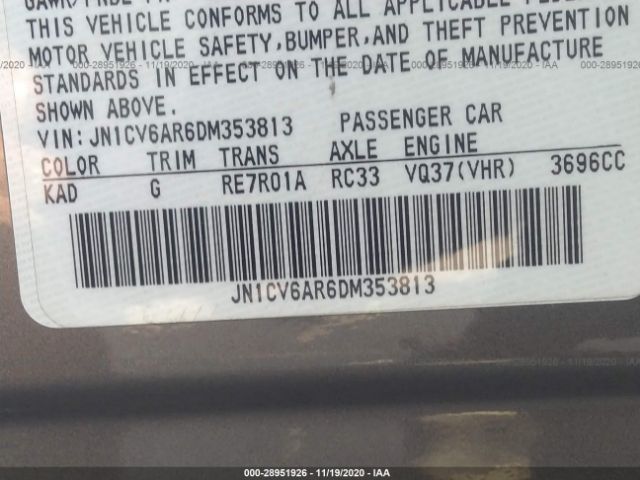 THIS VEHICLE CONFORMS TO ALL APPLICABLE
MOTOR VEHICLE SAFETY,BUMPER,AND THEFT PREVENTION
STANDARDS IN EFFECT ON THE DATE OF MANUFACTURE
SHOWN ABOVE.
VIN:JN1CV6AR6DM353813 PASSENGER CAR
COLOR TRIM TRANS AXLE ENGINE
KAD G RE7R01A RC33 VQ37(VHR) 3696CC
JN1CV6AR6DM353813
000-28951926 - 11/19/2020 - IAA